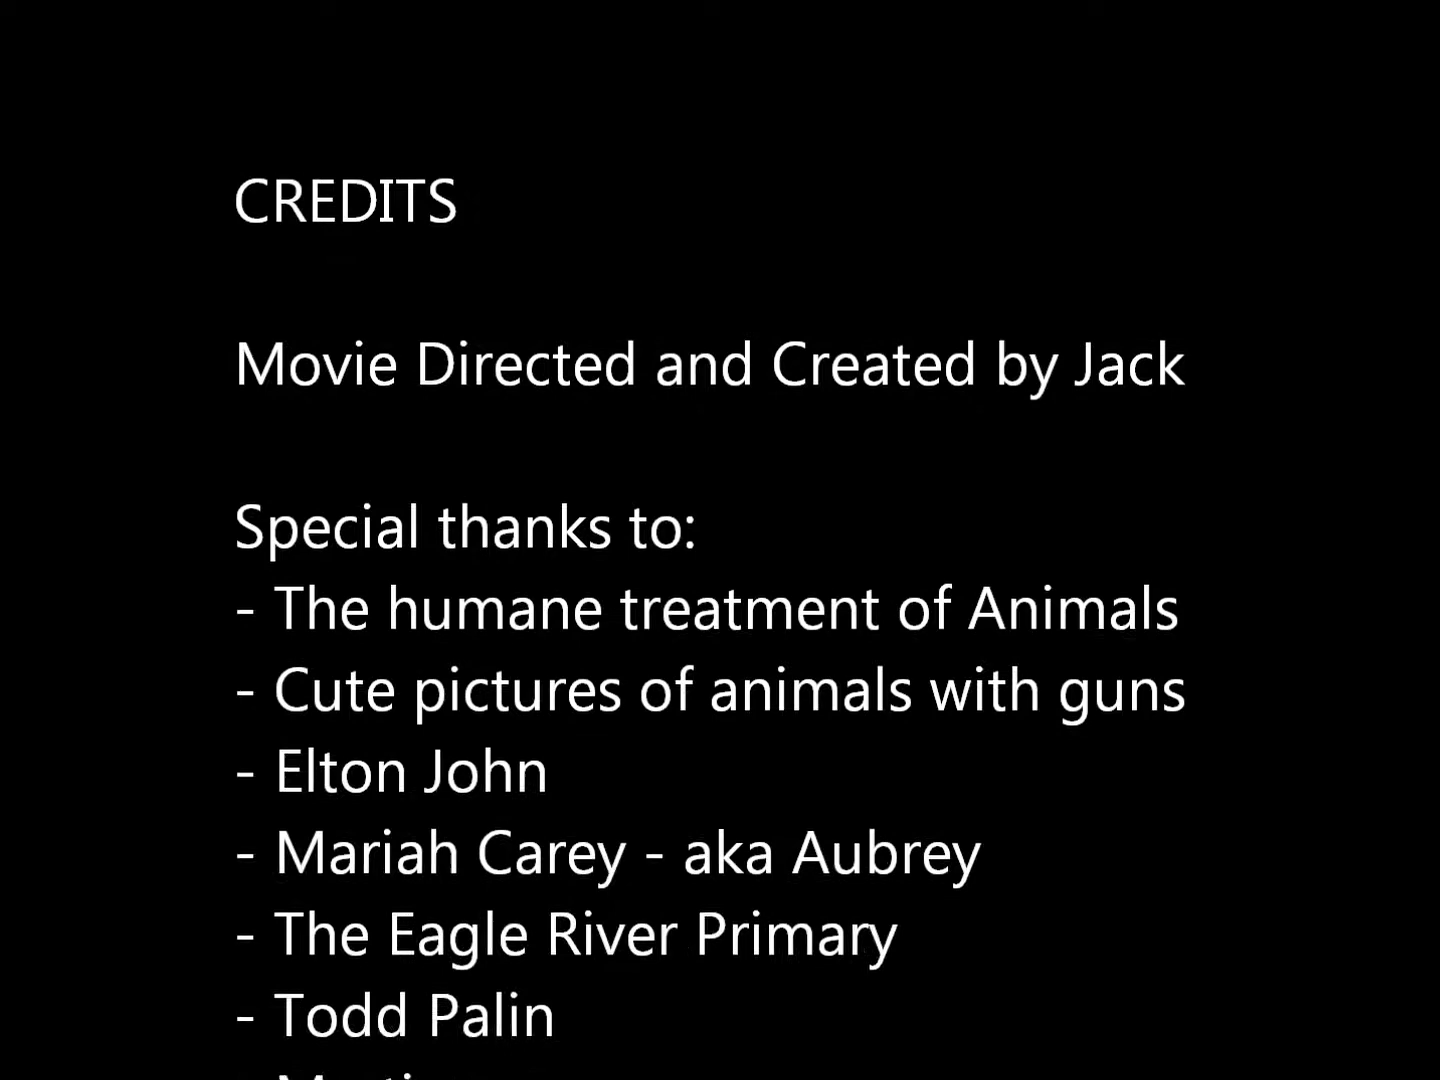 CREDITS
Movie Directed and Created by Jack
Special thanks to:
- The humane treatment of Animals
- Cute pictures of animals with guns
- Elton John
- Mariah Carey - aka Aubrey
- The Eagle River Primary
- Todd Palin